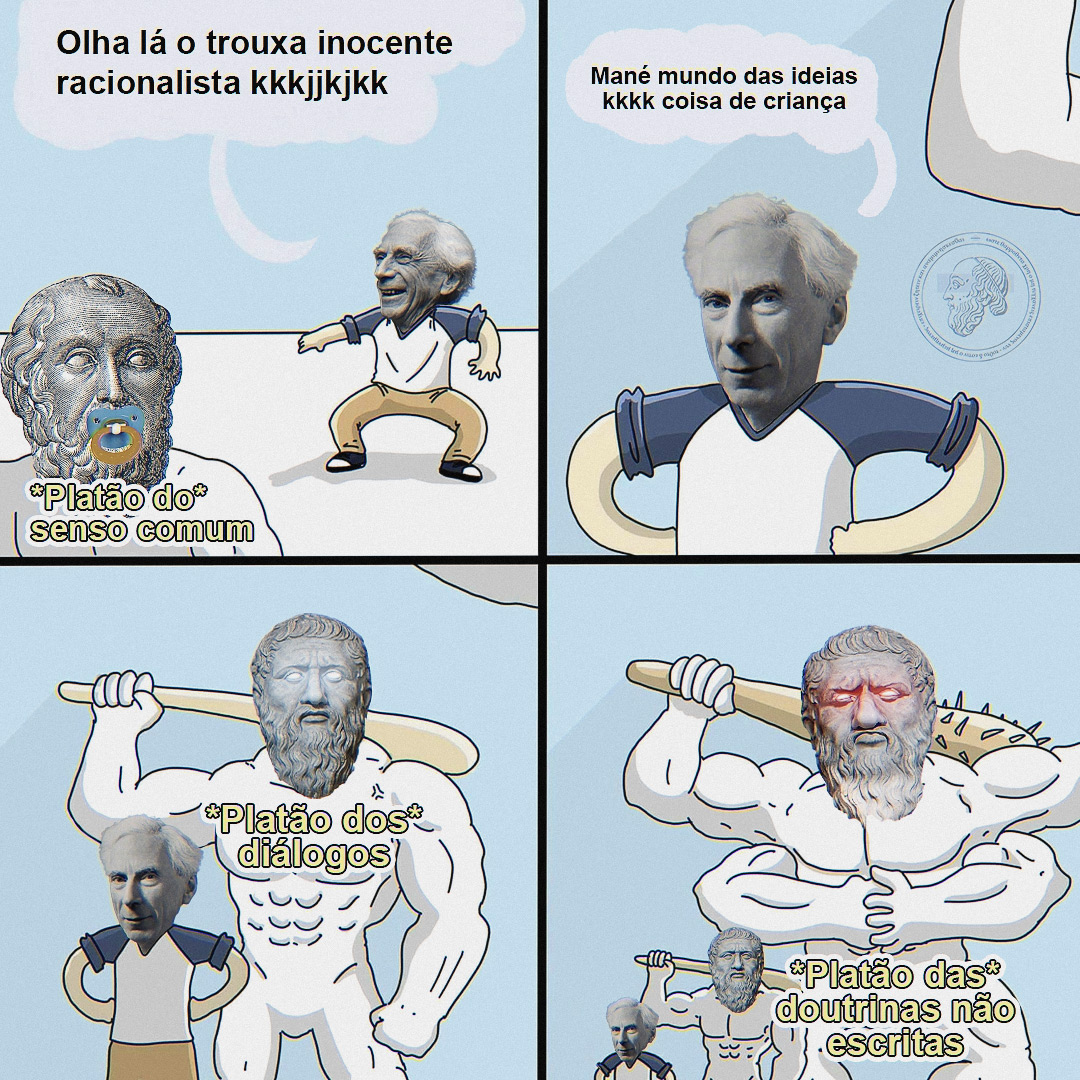 Olha lá o trouxa inocente
racionalista kkkjjkjkk
Mané mundo das ideias
kkkk coisa de criança
*Platão do*
senso comum
*Platão dos*
diálogos
*Platão das*
doutrinas não
escritas